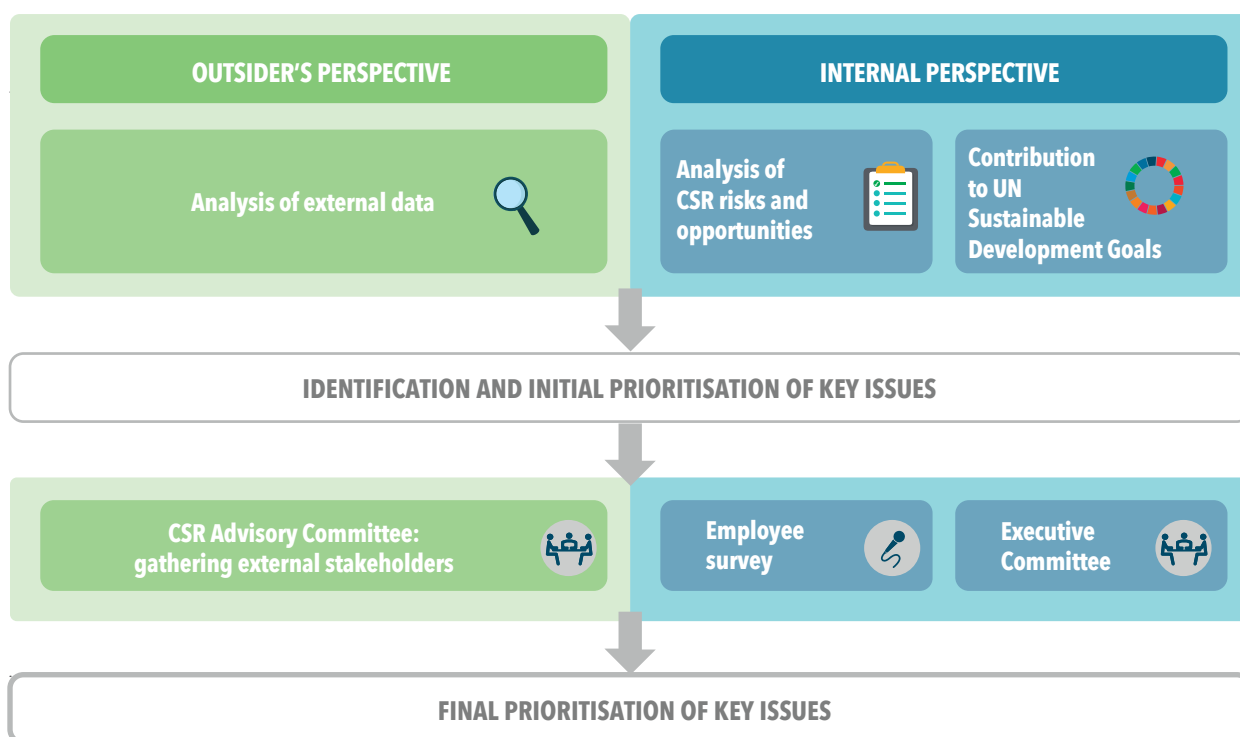 OUTSIDER'S PERSPECTIVE
INTERNAL PERSPECTIVE
Analysis of external data
Analysis of
CSR risks and
opportunities
Contribution
to UN
Sustainable
Development Goals
IDENTIFICATION AND INITIAL PRIORITISATION OF KEY ISSUES
CSR Advisory Committee:
gathering external stakeholders
Employee
survey
Executive
Committee
FINAL PRIORITISATION OF KEY ISSUES